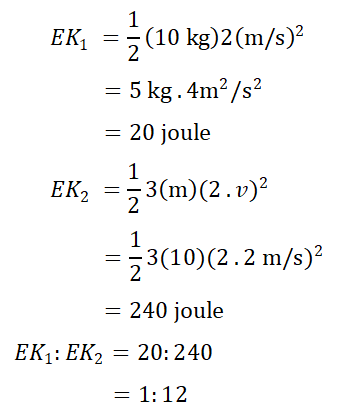 EK₁ = 1/2 (10 kg)2(m/s)²
= 5 kg . 4m²/s²
= 20 joule
EK₂ = 1/2 3(m)(2 . v)²
= 1/2 3(10)(2 . 2 m/s)²
= 240 joule
EK₁: EK₂ = 20: 240
= 1: 12